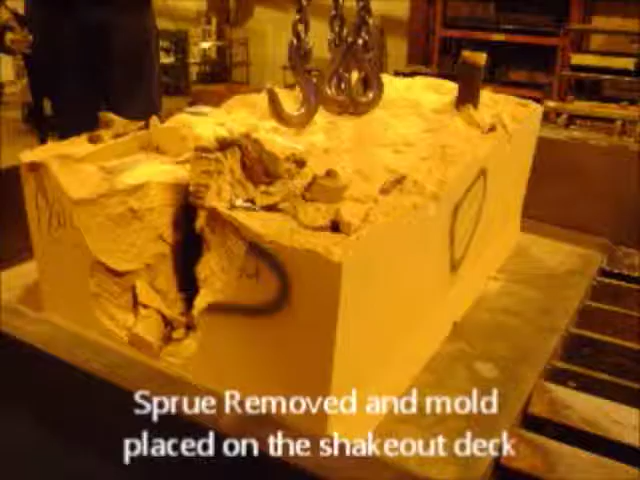 Sprue Removed and mold
placed on the shakeout deck